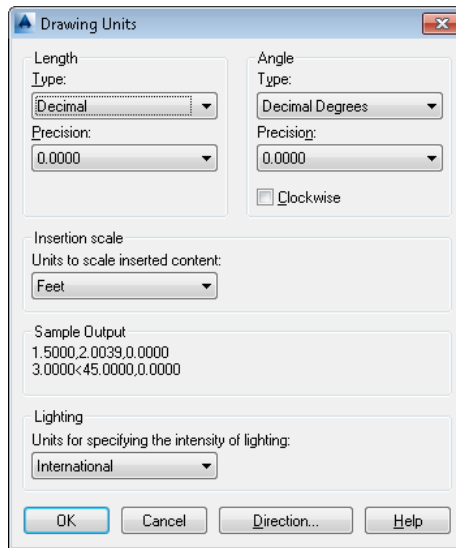 Drawing Units
Length
Type:
Decimal
Precision:
0.0000
Angle
Type:
Decimal Degrees
Precision:
0.0000
Clockwise
Insertion scale
Units to scale inserted content:
Feet
Sample Output
1.5000,2.0039,0.0000
3.0000<45.0000,0.0000
Lighting
Units for specifying the intensity of lighting:
International
OK Cancel Direction... Help